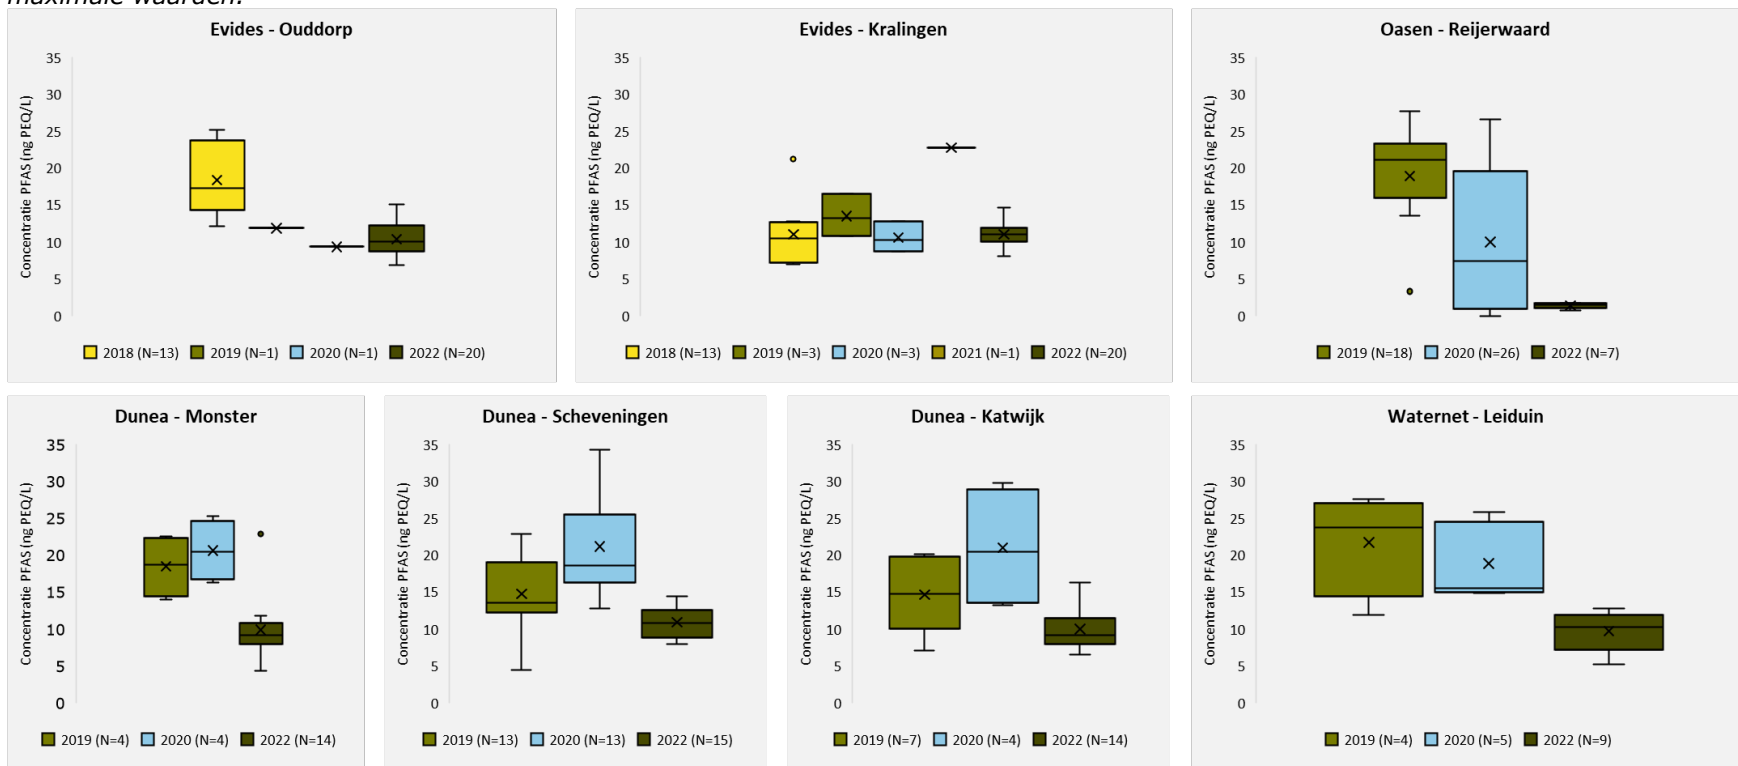 maximale waarden.
Evides - Ouddorp
Concentratie PFAS (ng PEQ/L)
35
30
25
20
15
10
5
0
2018 (N=13) 2019 (N=1) 2020 (N=1) 2022 (N=20)
Evides - Kralingen
Concentratie PFAS (ng PEQ/L)
35
30
25
20
15
10
5
0
2018 (N=13) 2019 (N=3) 2020 (N=3) 2021 (N=1) 2022 (N=20)
Oasen - Reijerwaard
Concentratie PFAS (ng PEQ/L)
35
30
25
20
15
10
5
0
2019 (N=18) 2020 (N=26) 2022 (N=7)
Dunea - Monster
Concentratie PFAS (ng PEQ/L)
35
30
25
20
15
10
5
0
2019 (N=4) 2020 (N=4) 2022 (N=14)
Dunea - Scheveningen
Concentratie PFAS (ng PEQ/L)
35
30
25
20
15
10
5
0
2019 (N=13) 2020 (N=13) 2022 (N=15)
Dunea - Katwijk
Concentratie PFAS (ng PEQ/L)
35
30
25
20
15
10
5
0
2019 (N=7) 2020 (N=4) 2022 (N=14)
Waternet - Leiduin
Concentratie PFAS (ng PEQ/L)
35
30
25
20
15
10
5
0
2019 (N=4) 2020 (N=5) 2022 (N=9)